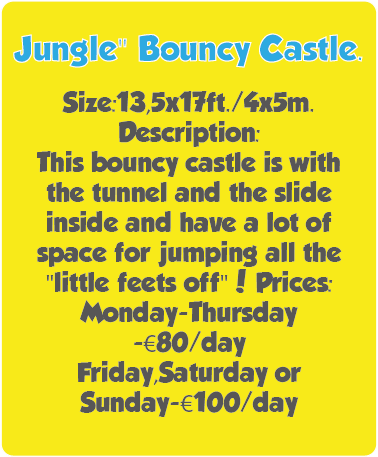 Jungle" Bouncy Castle.
Size:13,5x17ft./4x5m.
Description:
This bouncy castle is with
the tunnel and the slide
inside and have a lot of
space for jumping all the
"little feets off" ! Prices:
Monday-Thursday
-€80/day
Friday,Saturday or
Sunday-€100/day